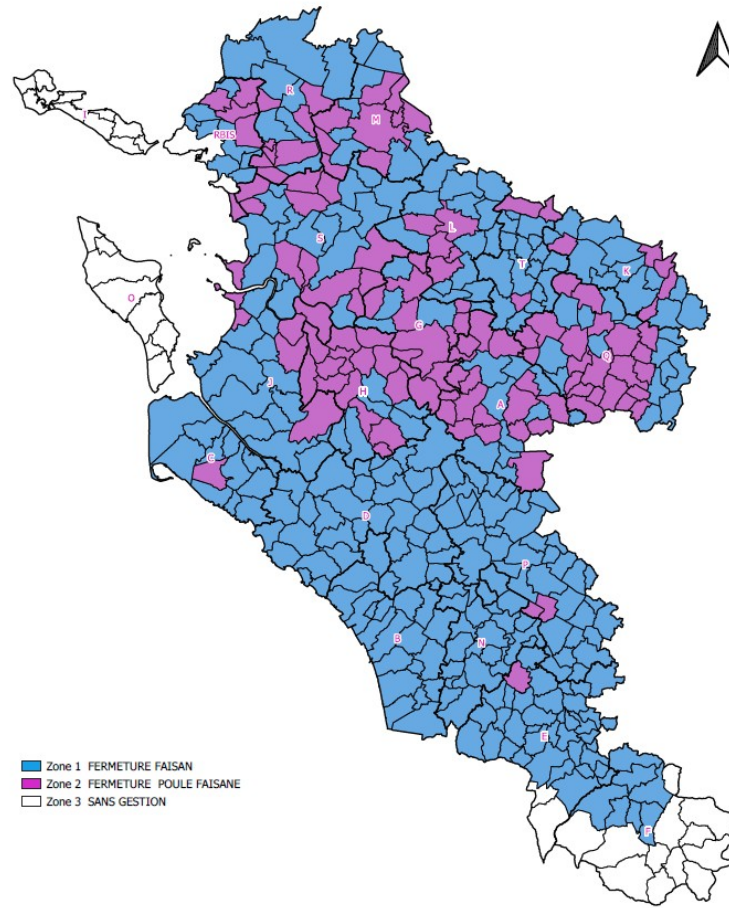 R
I
M
RBIS
L
S
T
K
O
G
Q
J
H
A
C
D
P
B
N
E
F
Zone 1 FERMETURE FAISAN
Zone 2 FERMETURE POULE FAISANE
Zone 3 SANS GESTION